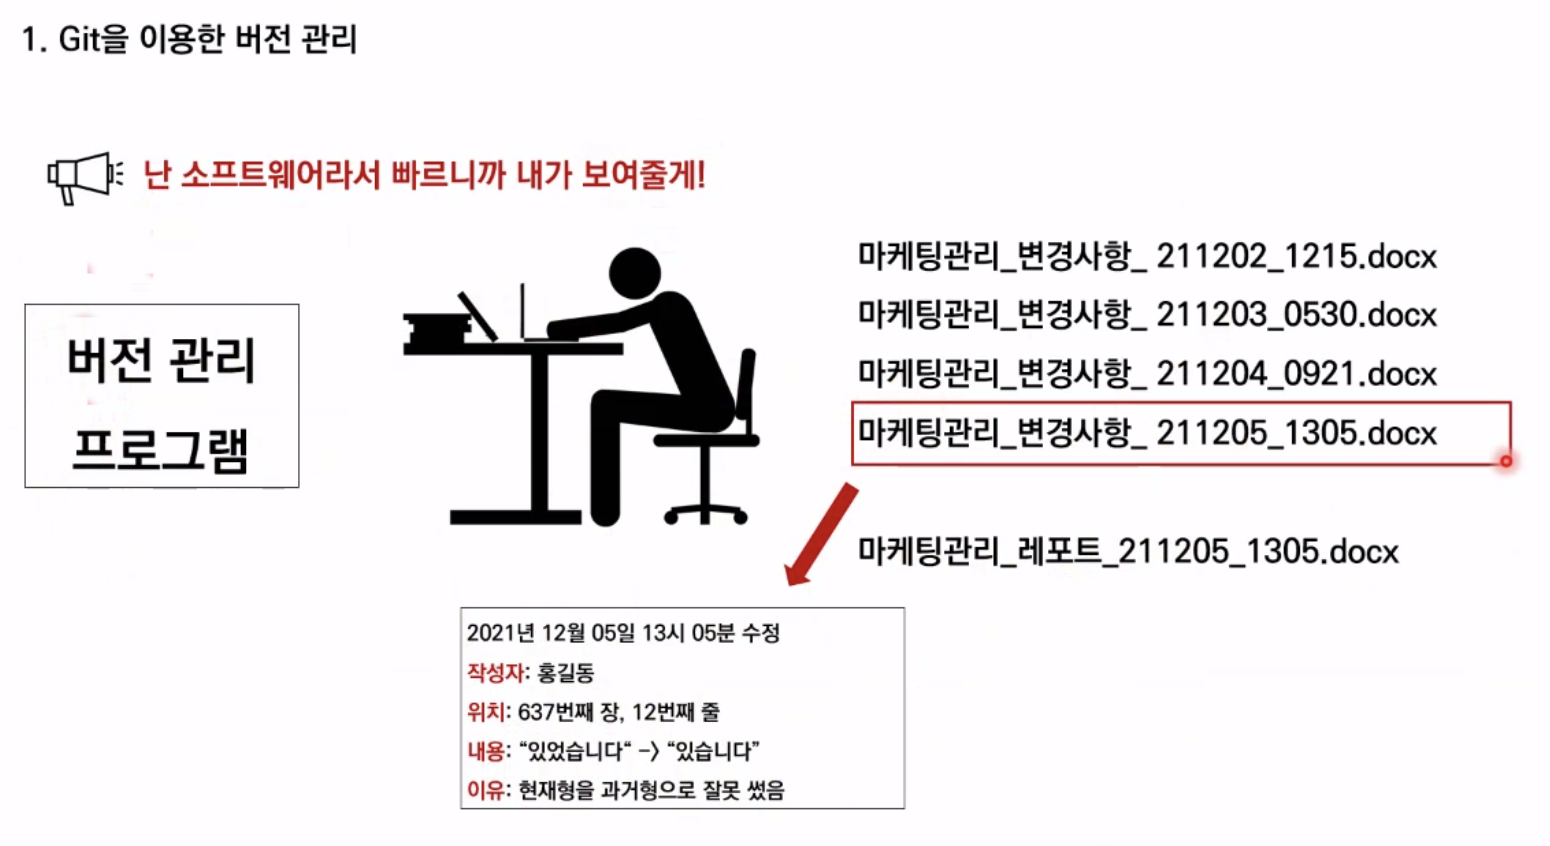 1. Git을 이용한 버전 관리
난 소프트웨어라서 빠르니까 내가 보여줄게!
버전 관리
프로그램
마케팅관리_변경사항_ 211202_1215.docx
마케팅관리_변경사항_ 211203_0530.docx
마케팅관리_변경사항_ 211204_0921.docx
마케팅관리_변경사항_ 211205_1305.docx
마케팅관리_레포트_211205_1305.docx
2021년 12월 05일 13시 05분 수정
작성자: 홍길동
위치: 637번째 장, 12번째 줄
내용: “있었습니다“ -> “있습니다”
이유: 현재형을 과거형으로 잘못 썼음